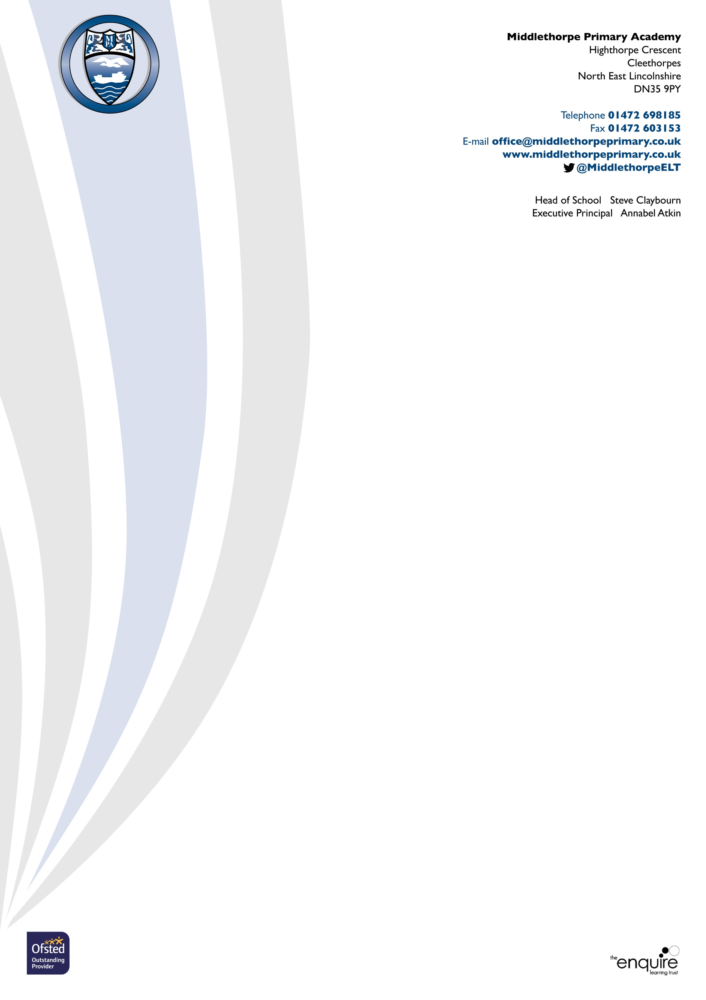 M
PA
Middlethorpe Primary Academy
Highthorpe Crescent
Cleethorpes
North East Lincolnshire
DN35 9PY
Telephone 01472 698185
Fax 01472 603153
E-mail office@middlethorpeprimary.co.uk
www.middlethorpeprimary.co.uk
@MiddlethorpeELT
Head of School Steve Claybourn
Executive Principal Annabel Atkin
Ofsted
Outstanding
Provider
the enquire
learning trust